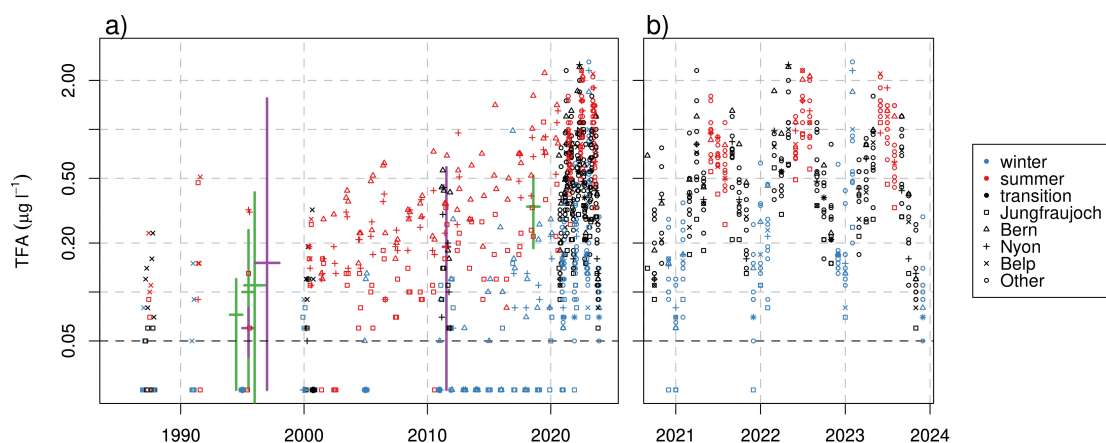 a)
b)
TFA (µg l⁻¹)
2.00
0.50
0.20
0.05
1990
2000
2010
2020
2021
2022
2023
2024
winter
summer
transition
Jungfraujoch
Bern
Nyon
Belp
Other